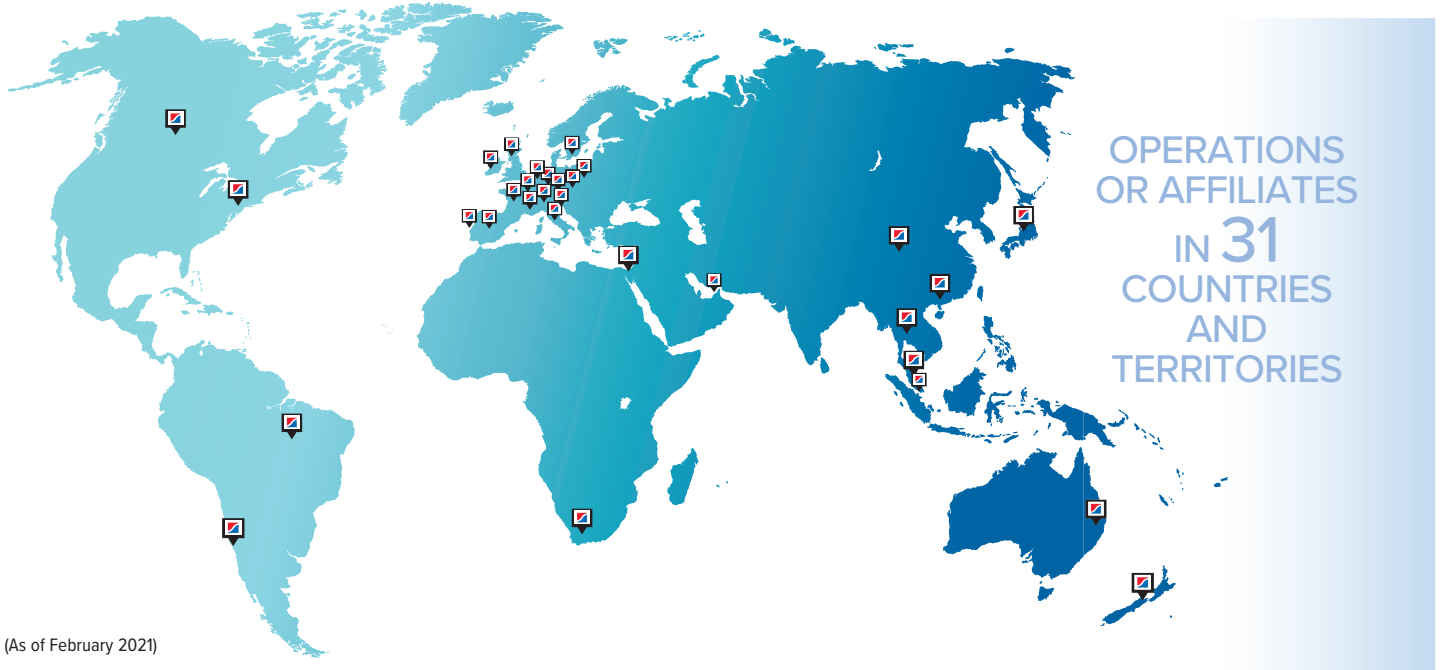 OPERATIONS
OR AFFILIATES
IN 31
COUNTRIES
AND
TERRITORIES
(As of February 2021)